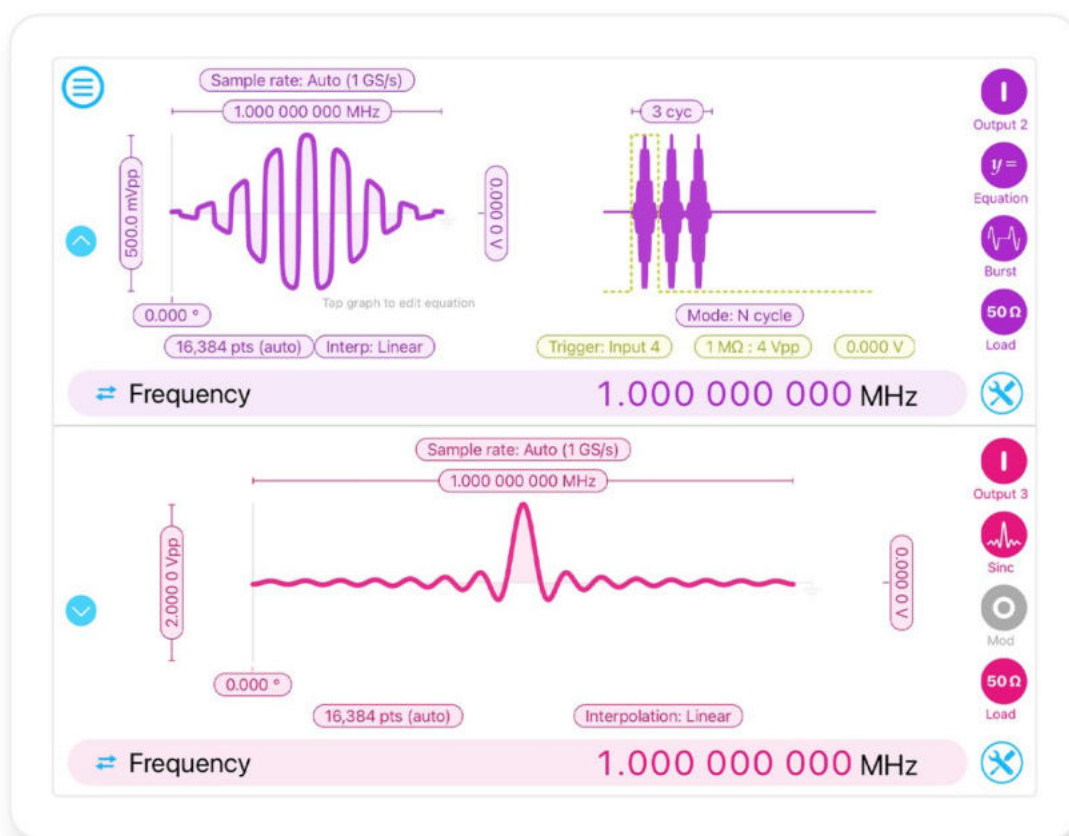 Sample rate: Auto (1 GS/s)
1.000 000 000 MHz
3 cyc
500.0 mVpp
0.000 0 V
Tap graph to edit equation
0.000 °
Mode: N cycle
16,384 pts (auto)
Interp: Linear
Trigger: Input 4
1 MΩ : 4 Vpp
0.000 V
Output 2
y=
Equation
Burst
50 Ω
Load
Frequency
1.000 000 000 MHz
Sample rate: Auto (1 GS/s)
1.000 000 000 MHz
2.000 0 Vpp
0.000 0 V
0.000 °
16,384 pts (auto)
Interpolation: Linear
Output 3
Sinc
Mod
50 Ω
Load
Frequency
1.000 000 000 MHz